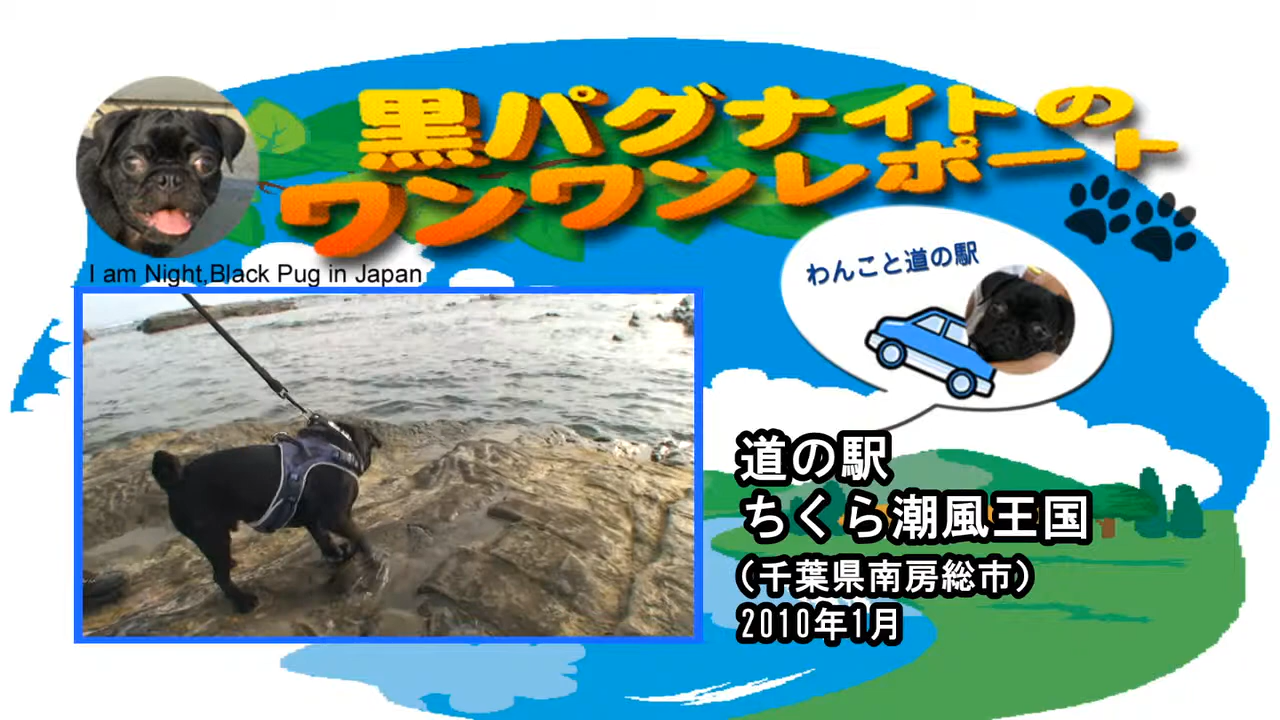 黒パグナイトの
ワンワンレポート
I am Night,Black Pug in Japan
わんこと道の駅
道の駅
ちくら潮風王国
（千葉県南房総市）
2010年1月